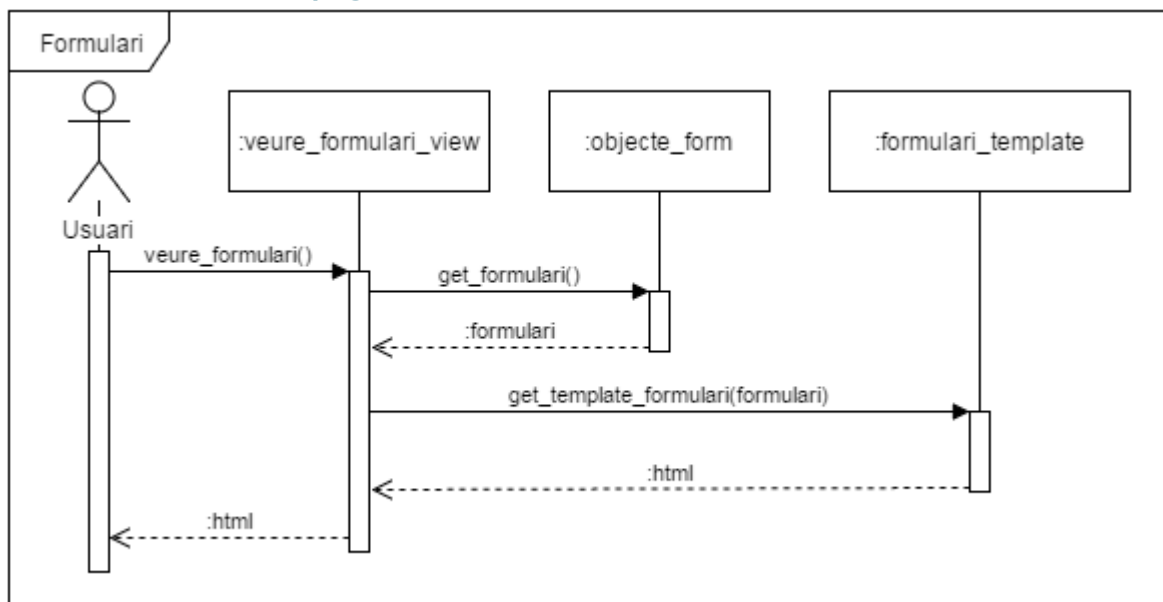 Formulari
:veure_formulari_view
:objecte_form
:formulari_template
Usuari
veure_formulari()
get_formulari()
:formulari
get_template_formulari(formulari)
:html
:html